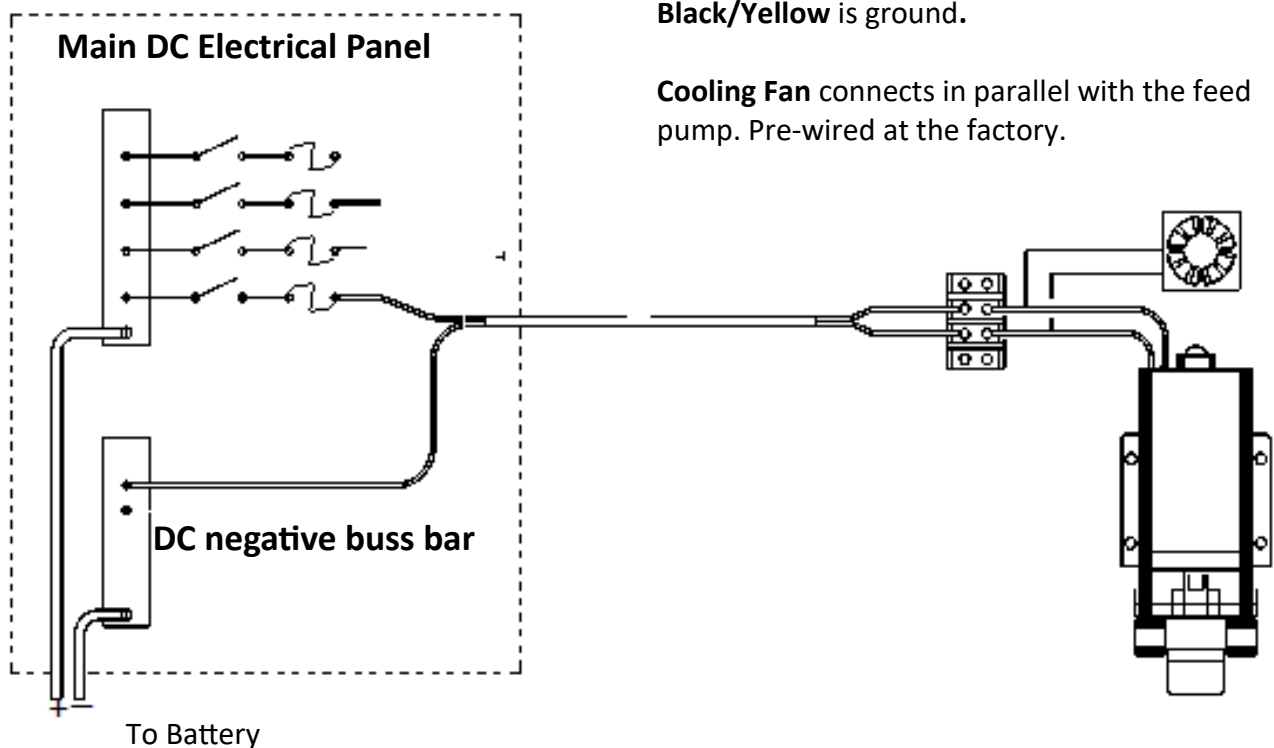 Black/Yellow is ground.
Main DC Electrical Panel
Cooling Fan connects in parallel with the feed
pump. Pre-wired at the factory.
DC negative buss bar
+ −
To Battery